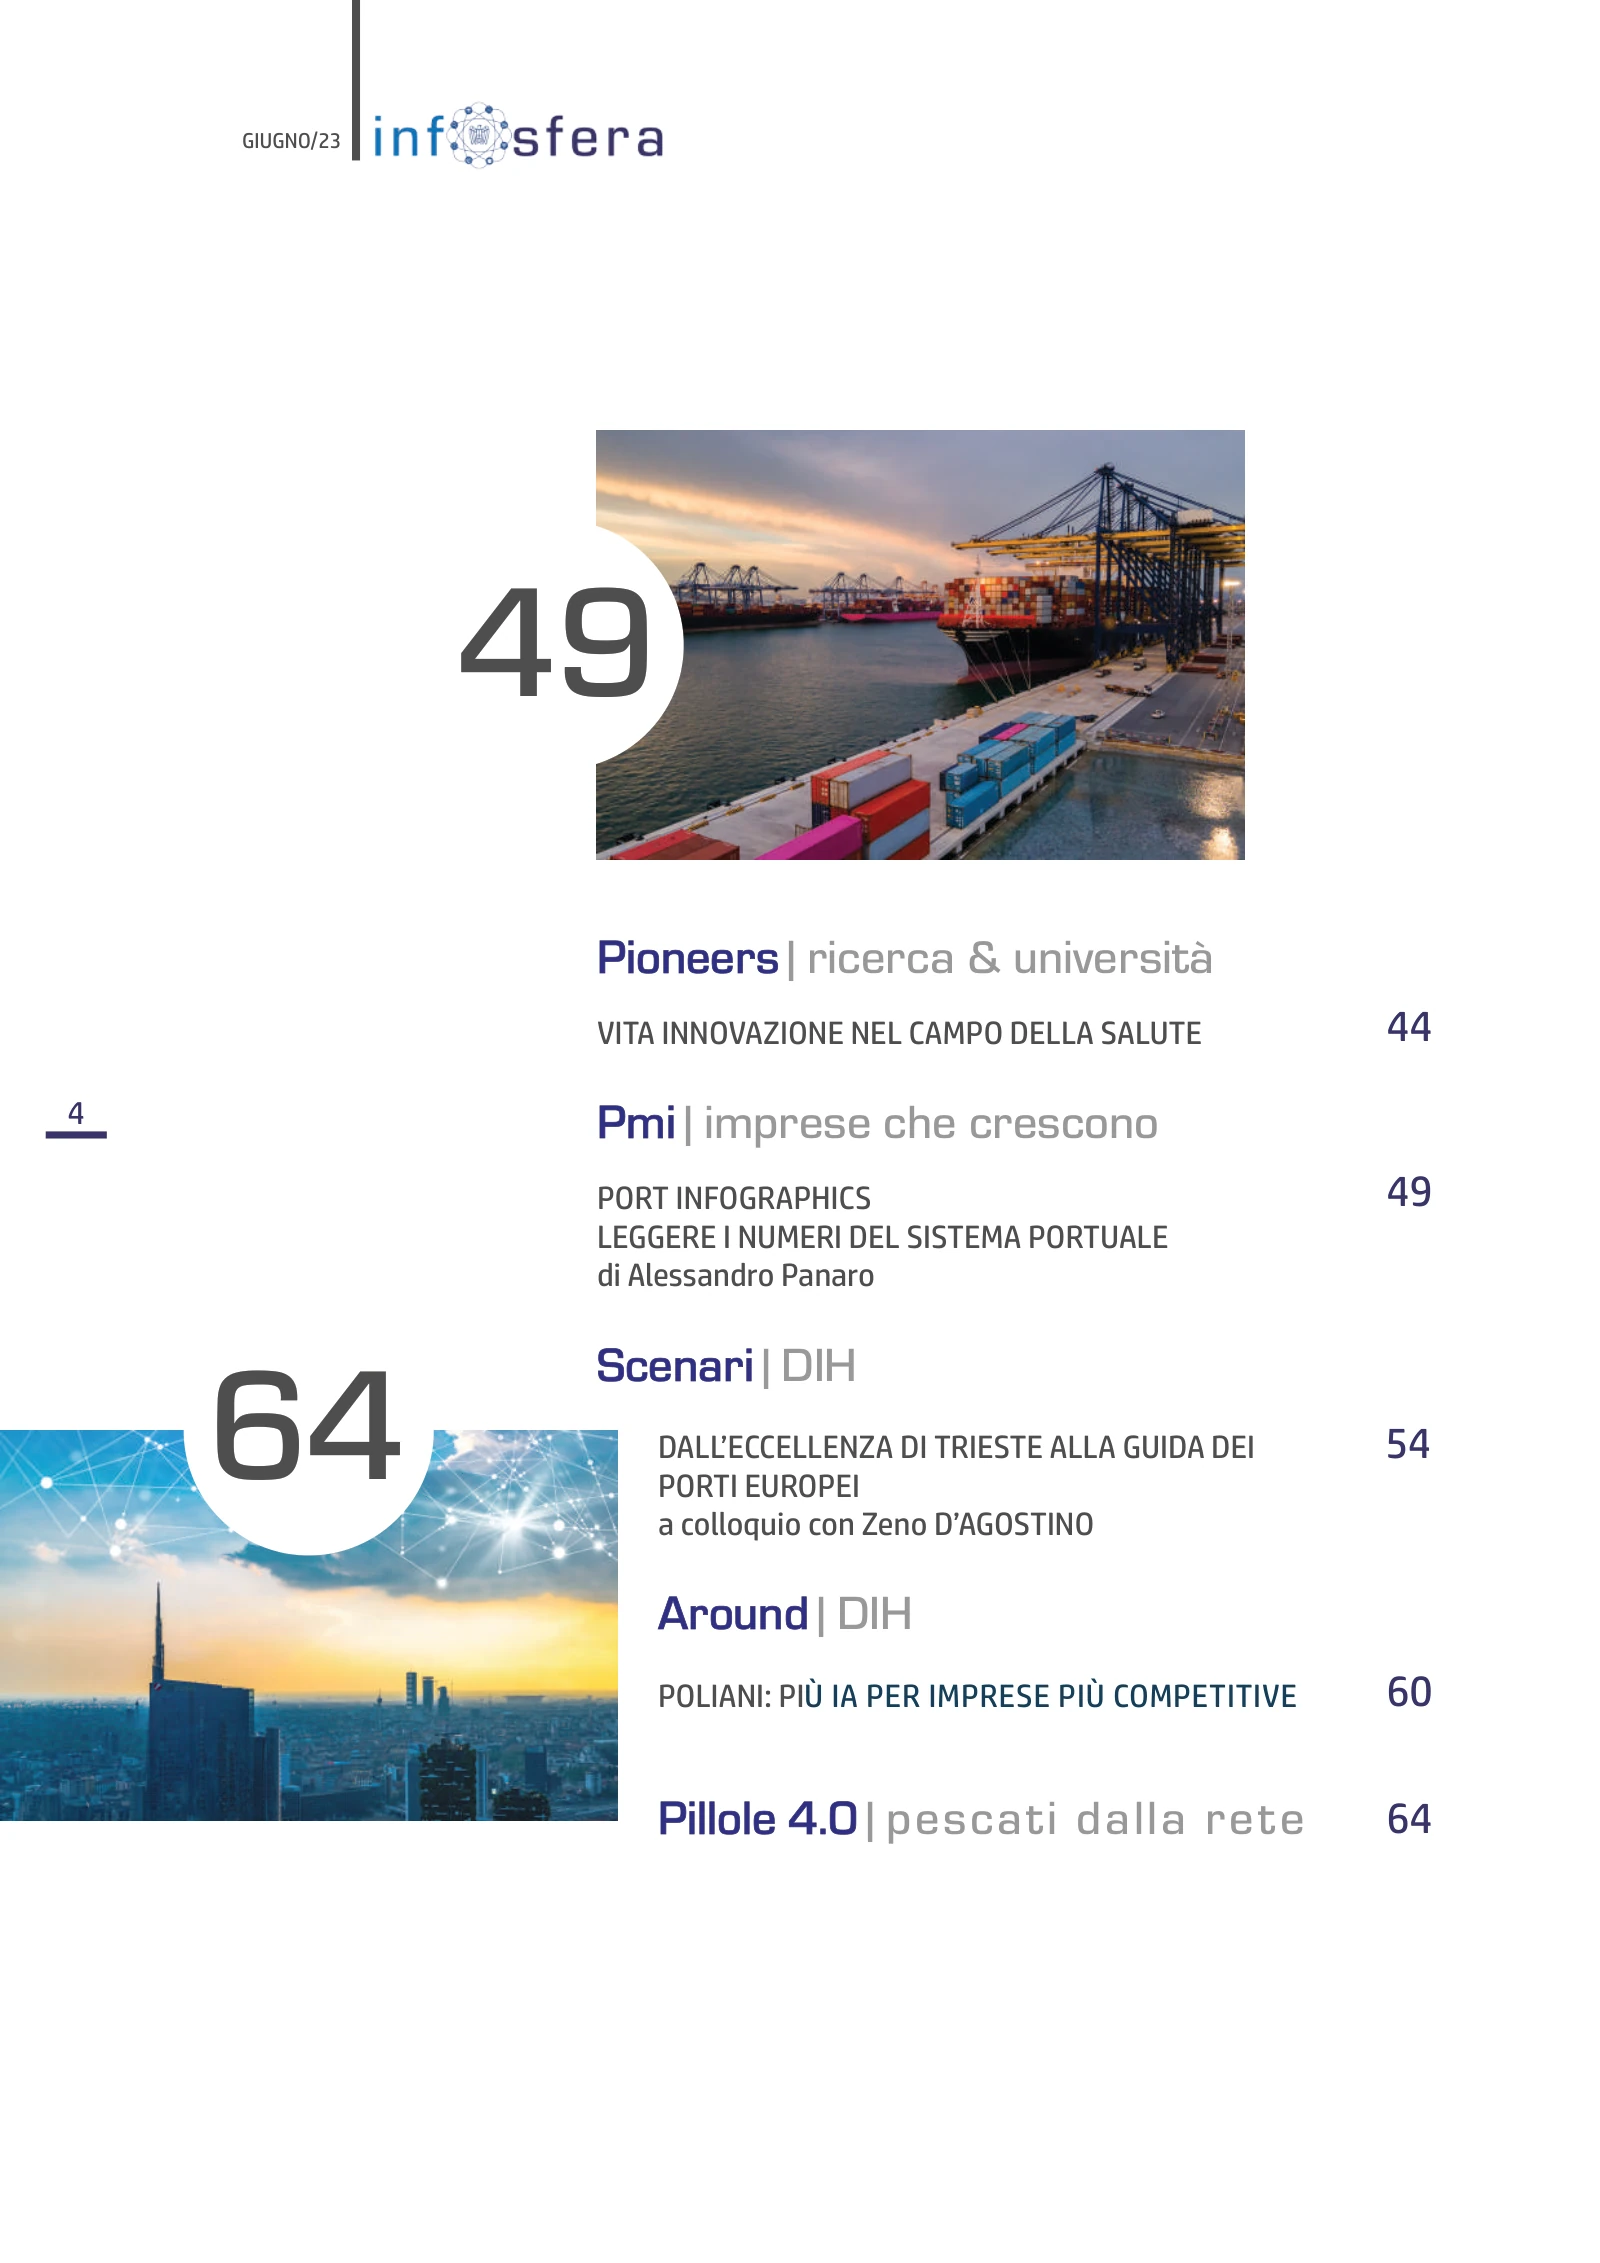 GIUGNO/23
infosfera
49
Pioneers | ricerca & università
VITA INNOVAZIONE NEL CAMPO DELLA SALUTE 44
4
Pmi | imprese che crescono
PORT INFOGRAPHICS 49
LEGGERE I NUMERI DEL SISTEMA PORTUALE
di Alessandro Panaro
Scenari | DIH
64
DALL’ECCELLENZA DI TRIESTE ALLA GUIDA DEI 54
PORTI EUROPEI
a colloquio con Zeno D’AGOSTINO
Around | DIH
POLIANI: PIÙ IA PER IMPRESE PIÙ COMPETITIVE 60
Pillole 4.0 | pescati dalla rete 64